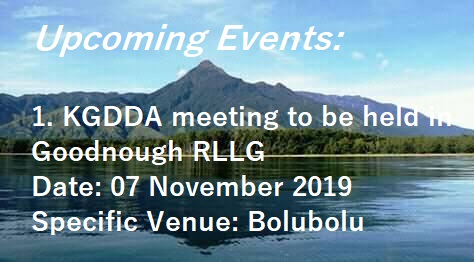 Upcoming Events:
1. KGDDA meeting to be held in
Goodnough RLLG
Date: 07 November 2019
Specific Venue: Bolubolu